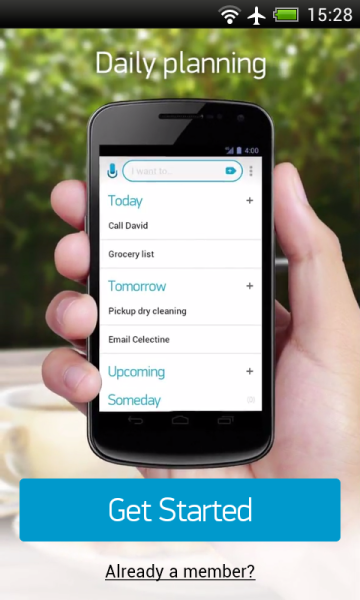 15:28
Daily planning
4:00
I want to...
Today
Call David
Grocery list
Tomorrow
Pickup dry cleaning
Email Celectine
Upcoming
Someday
Get Started
Already a member?